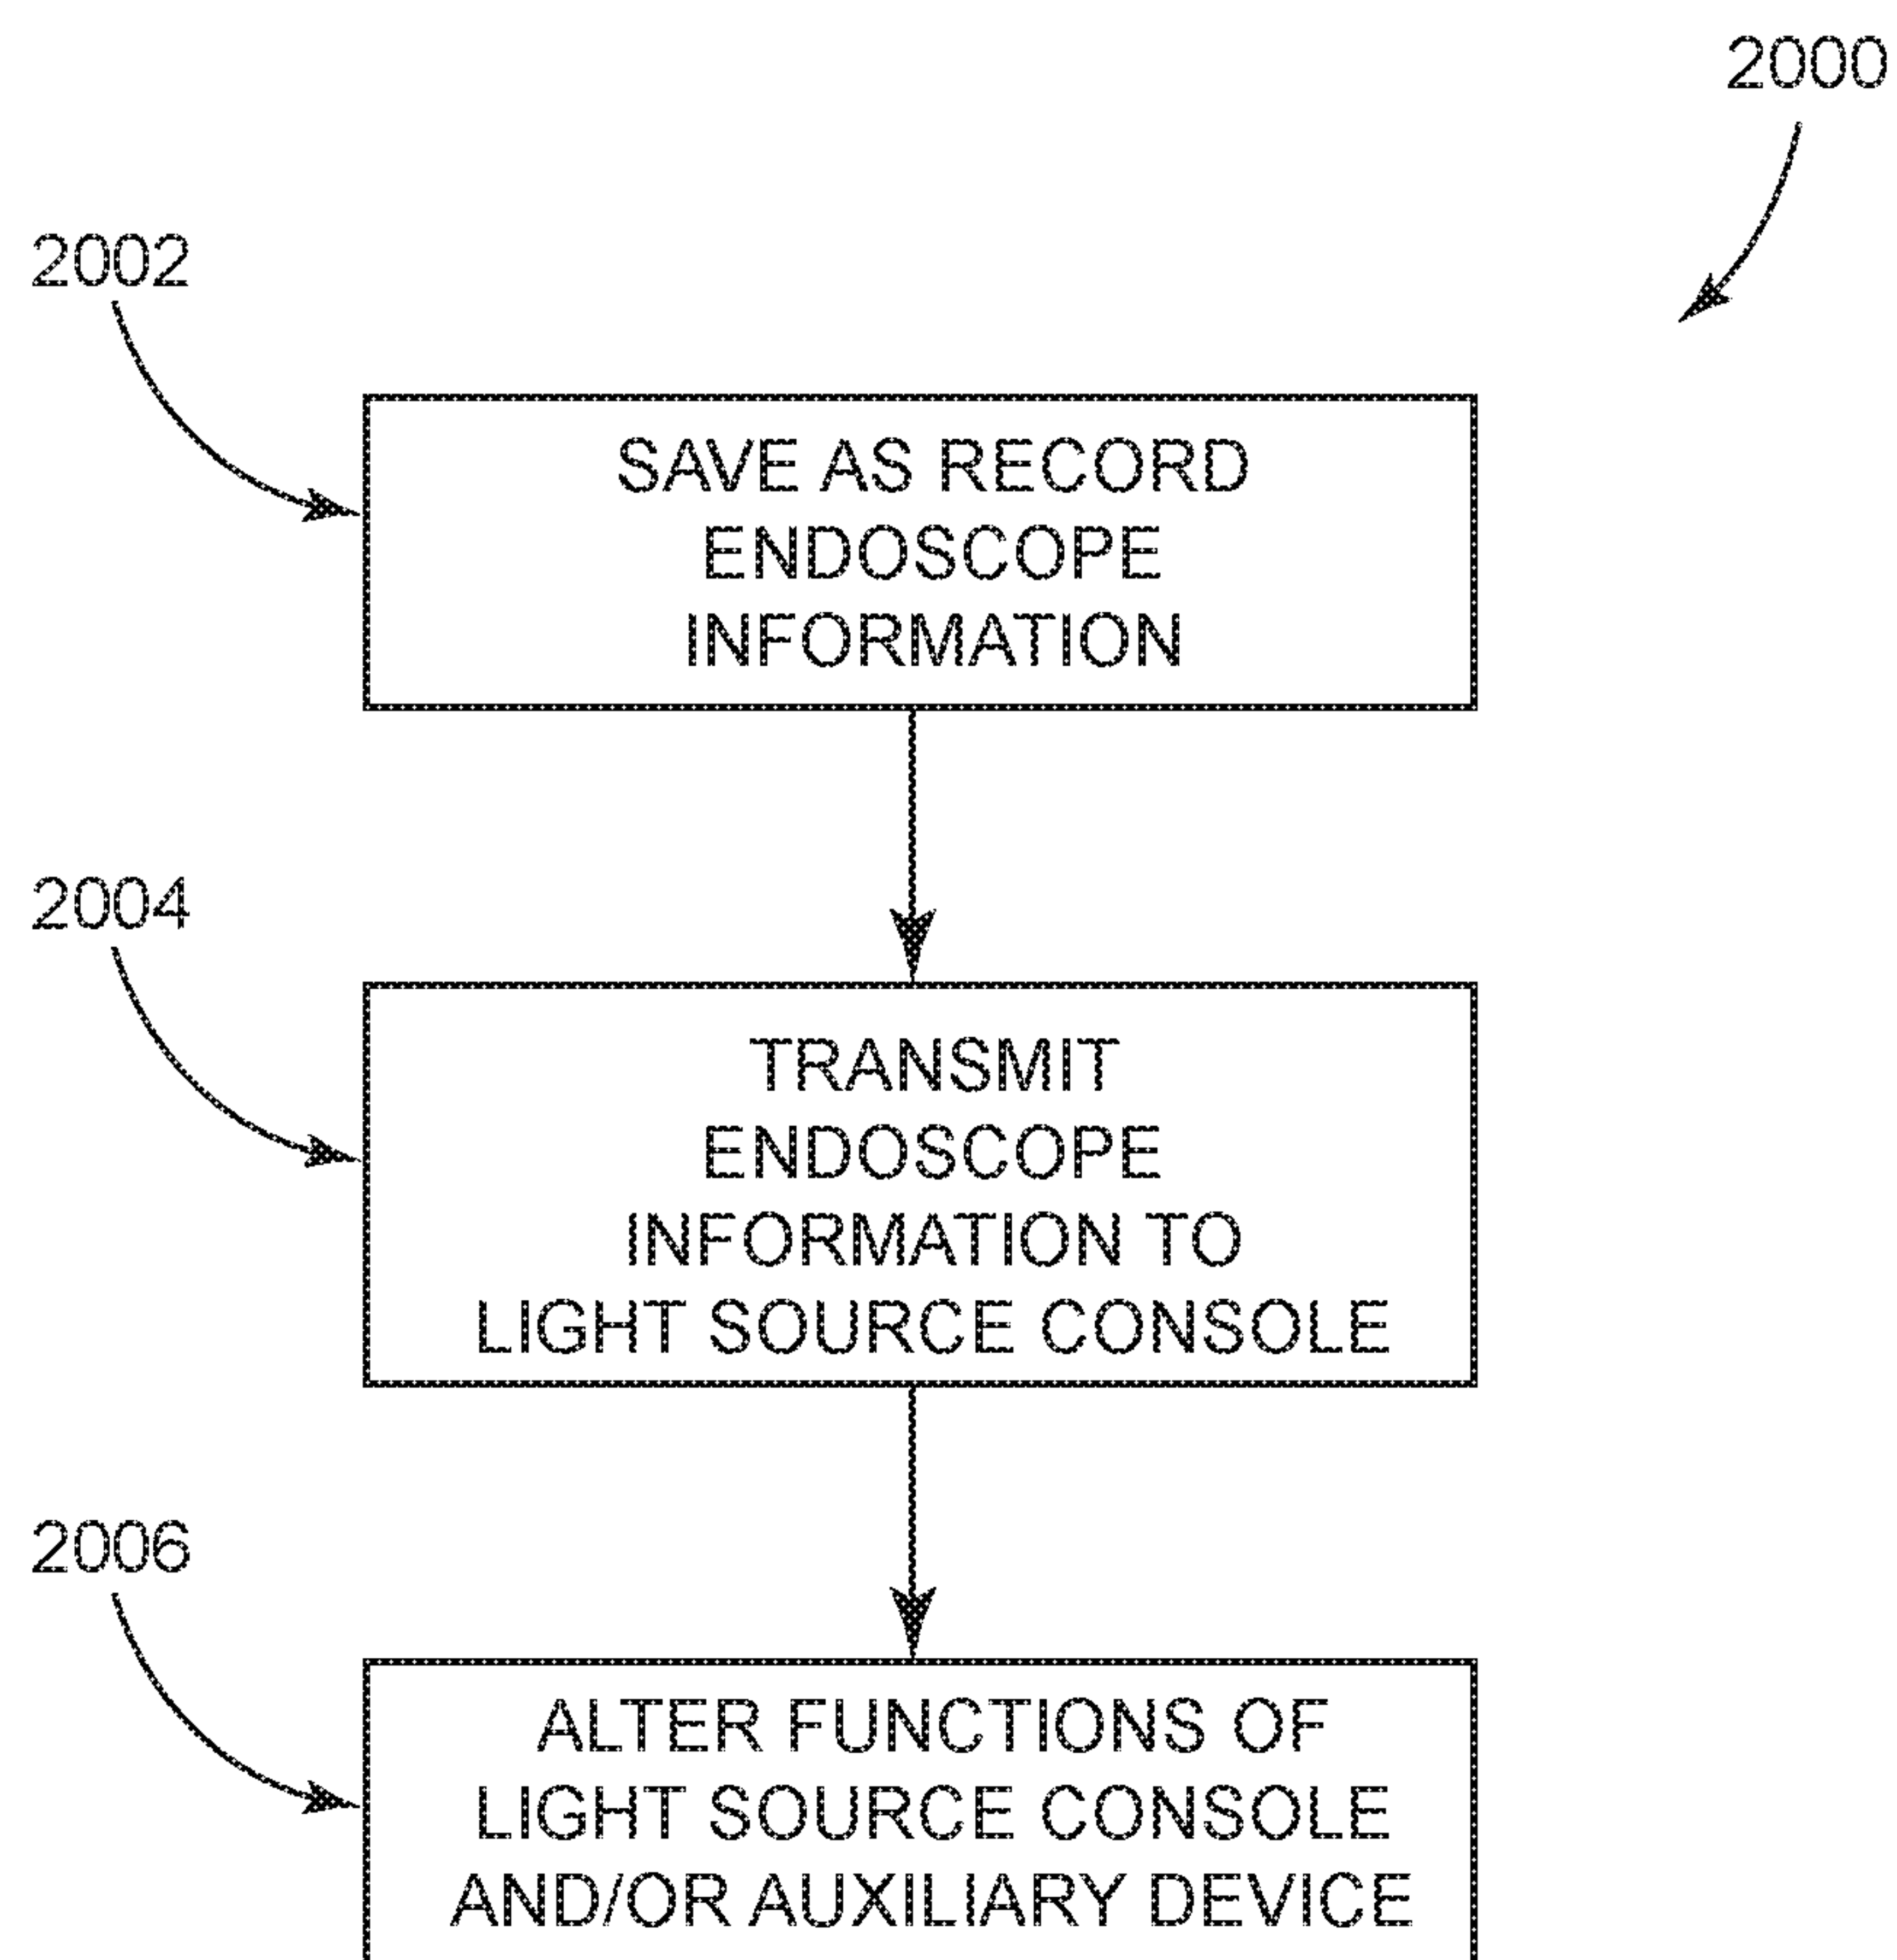 2000
2002
SAVE AS RECORD
ENDOSCOPE
INFORMATION
2004
TRANSMIT
ENDOSCOPE
INFORMATION TO
LIGHT SOURCE CONSOLE
2006
ALTER FUNCTIONS OF
LIGHT SOURCE CONSOLE
AND/OR AUXILIARY DEVICE